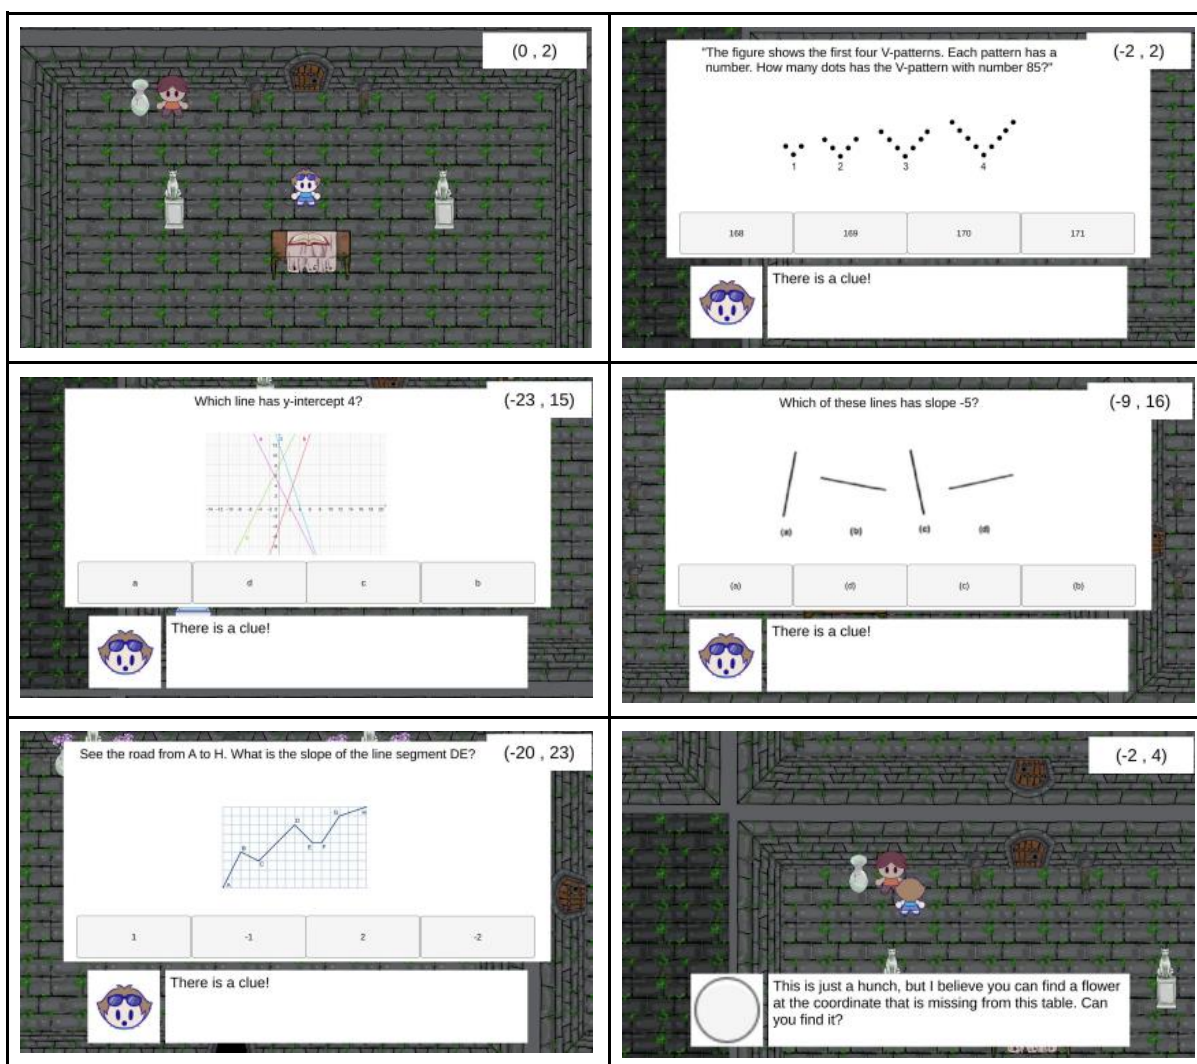 (0 , 2)
"The figure shows the first four V-patterns. Each pattern has a
number. How many dots has the V-pattern with number 85?"
(-2 , 2)
1 2 3 4
168 169 170 171
There is a clue!
Which line has y-intercept 4?
(-23 , 15)
a d c b
There is a clue!
Which of these lines has slope -5?
(-9 , 16)
(a) (b) (c) (d)
(a) (d) (c) (b)
There is a clue!
See the road from A to H. What is the slope of the line segment DE?
(-20 , 23)
A B C D E F G H
1 -1 2 -2
There is a clue!
(-2 , 4)
This is just a hunch, but I believe you can find a flower
at the coordinate that is missing from this table. Can
you find it?